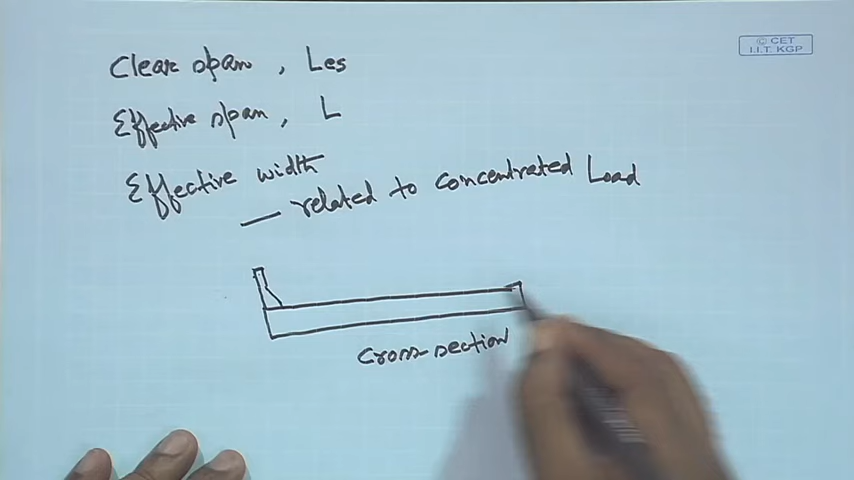 © CET
I.I.T. KGP
Clear span, Les
Effective span, L
Effective width
— related to concentrated Load
Cross-section